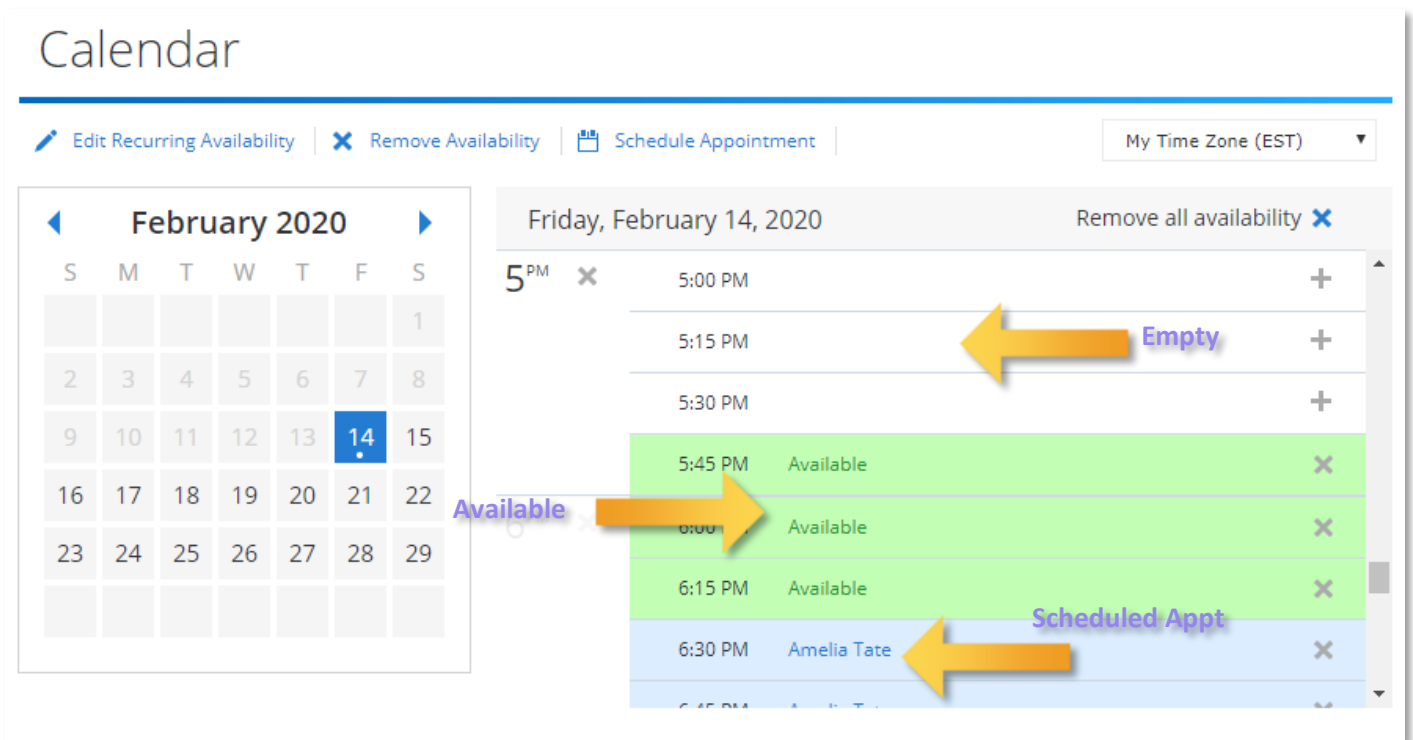 Calendar
Edit Recurring Availability Remove Availability Schedule Appointment My Time Zone (EST)
February 2020
S M T W T F S
1
2 3 4 5 6 7 8
9 10 11 12 13 14 15
16 17 18 19 20 21 22
23 24 25 26 27 28 29
Friday, February 14, 2020 Remove all availability
5 PM 5:00 PM
5:15 PM Empty
5:30 PM
5:45 PM Available
Available
6:00 Available
6:15 PM Available
Scheduled Appt
6:30 PM Amelia Tate